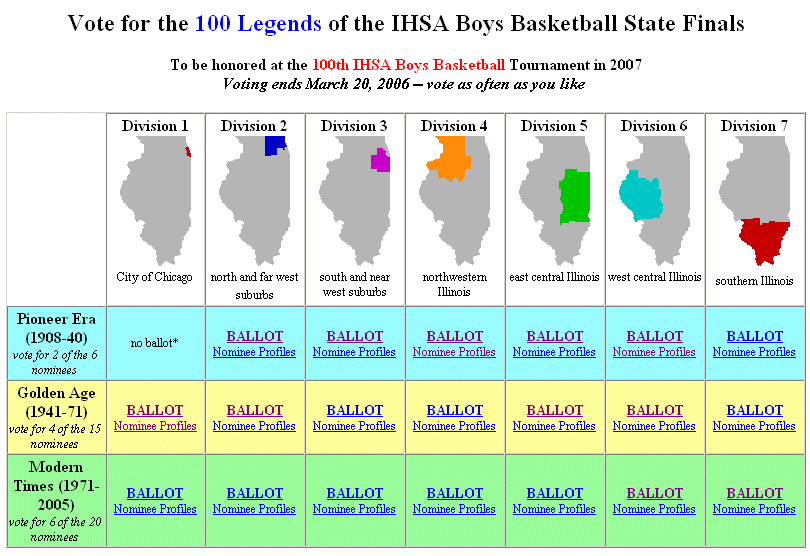 Vote for the 100 Legends of the IHSA Boys Basketball State Finals
To be honored at the 100th IHSA Boys Basketball Tournament in 2007
Voting ends March 20, 2006 -- vote as often as you like
Division 1 Division 2 Division 3 Division 4 Division 5 Division 6 Division 7
City of Chicago
north and far west
suburbs
south and near
west suburbs
northwestern
Illinois
east central Illinois
west central Illinois
southern Illinois
Pioneer Era
(1908-40)
vote for 2 of the 6
nominees
no ballot*
BALLOT BALLOT BALLOT BALLOT BALLOT BALLOT
Nominee Profiles Nominee Profiles Nominee Profiles Nominee Profiles Nominee Profiles Nominee Profiles
Golden Age
(1941-71)
vote for 4 of the 15
nominees
BALLOT BALLOT BALLOT BALLOT BALLOT BALLOT BALLOT
Nominee Profiles Nominee Profiles Nominee Profiles Nominee Profiles Nominee Profiles Nominee Profiles Nominee Profiles
Modern
Times (1971-
2005)
vote for 6 of the 20
nominees
BALLOT BALLOT BALLOT BALLOT BALLOT BALLOT BALLOT
Nominee Profiles Nominee Profiles Nominee Profiles Nominee Profiles Nominee Profiles Nominee Profiles Nominee Profiles